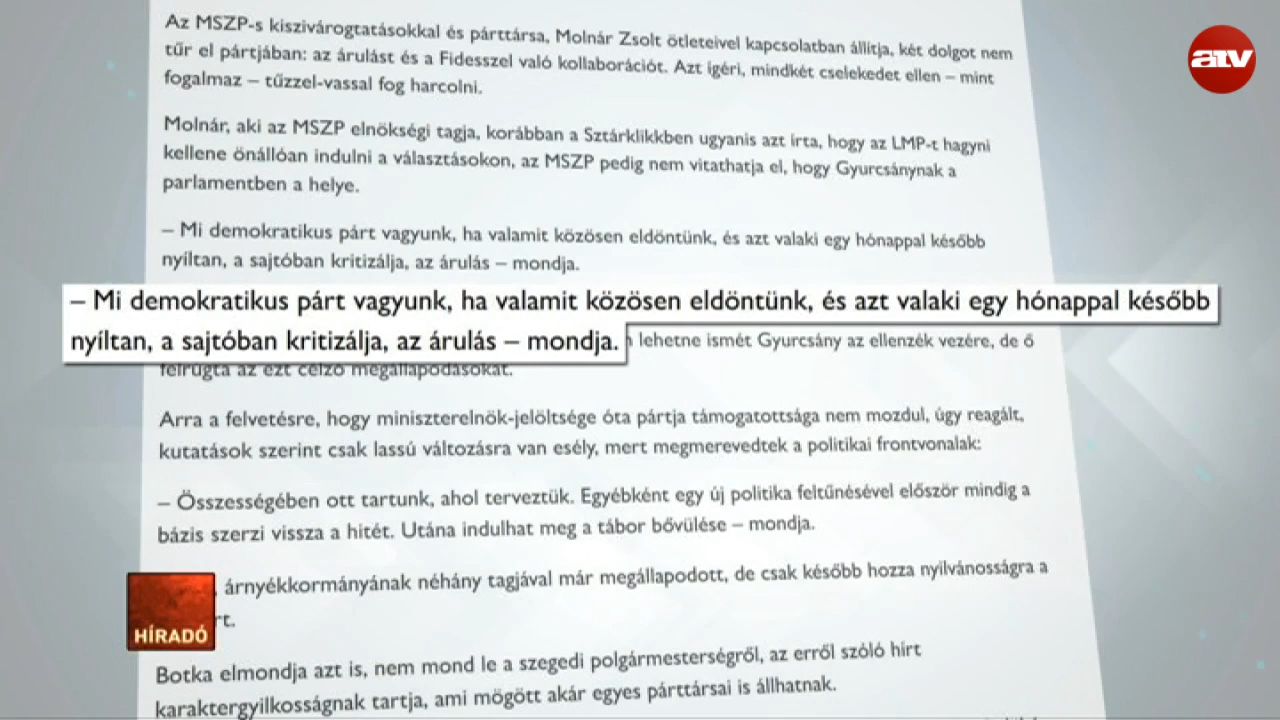 atv
Az MSZP-s kiszivárogtatásokkal és párttársa, Molnár Zsolt ötleteivel kapcsolatban állítja, két dolgot nem
tűr el pártjában: az árulást és a Fidesszel való kollaborációt. Azt ígéri, mindkét cselekedet ellen – mint
fogalmaz – tűzzel-vassal fog harcolni.
Molnár, aki az MSZP elnökségi tagja, korábban a Sztárklikkben ugyanis azt írta, hogy az LMP-t hagyni
kellene önállóan indulni a választásokon, az MSZP pedig nem vitathatja el, hogy Gyurcsánynak a
parlamentben a helye.
– Mi demokratikus párt vagyunk, ha valamit közösen eldöntünk, és azt valaki egy hónappal később
nyíltan, a sajtóban kritizálja, az árulás – mondja.
– Mi demokratikus párt vagyunk, ha valamit közösen eldöntünk, és azt valaki egy hónappal később
nyíltan, a sajtóban kritizálja, az árulás – mondja.
lehetne ismét Gyurcsány az ellenzék vezére, de ő
felrúgta az ezt célzó megállapodásokat.
Arra a felvetésre, hogy miniszterelnök-jelöltsége óta pártja támogatottsága nem mozdul, úgy reagált,
kutatások szerint csak lassú változásra van esély, mert megmerevedtek a politikai frontvonalak:
– Összességében ott tartunk, ahol terveztük. Egyébként egy új politika feltűnésével először mindig a
bázis szerzi vissza a hitét. Utána indulhat meg a tábor bővülése – mondja.
árnyékkormányának néhány tagjával már megállapodott, de csak később hozza nyilvánosságra a
HÍRADÓ
Botka elmondja azt is, nem mond le a szegedi polgármesterségről, az erről szóló hírt
karaktergyilkosságnak tartja, ami mögött akár egyes párttársai is állhatnak.